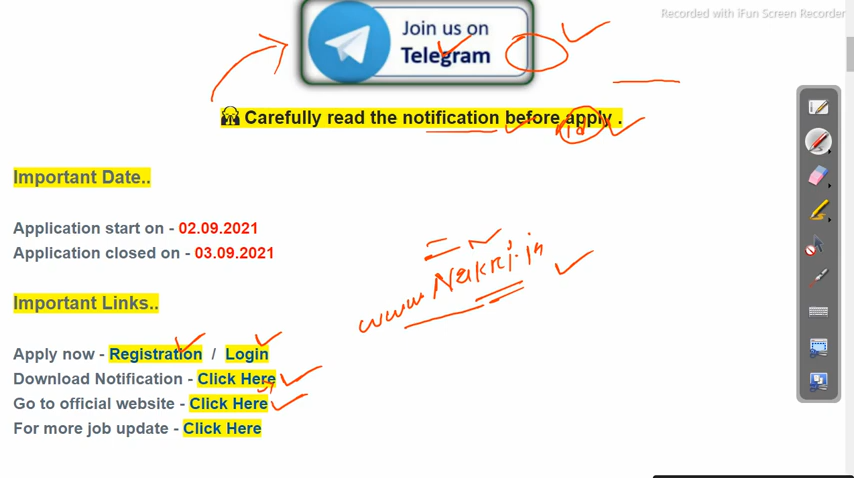 Recorded with iFun Screen Recorder
Join us on
Telegram
Carefully read the notification before apply .
Important Date..
Application start on - 02.09.2021
Application closed on - 03.09.2021
www.Nakri.in
Important Links..
Apply now - Registration / Login
Download Notification - Click Here
Go to official website - Click Here
For more job update - Click Here